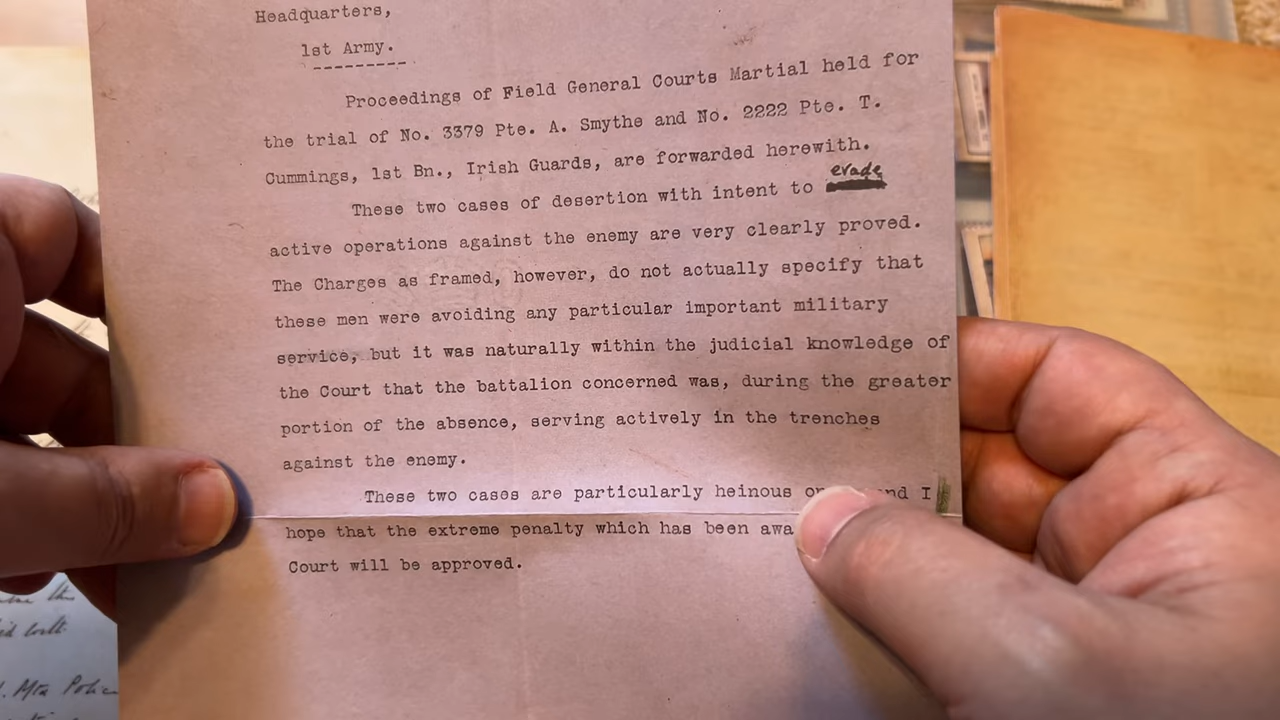 Headquarters,
1st Army.
Proceedings of Field General Courts Martial held for
the trial of No. 3379 Pte. A. Smythe and No. 2222 Pte. T.
Cummings, 1st Bn., Irish Guards, are forwarded herewith.
evade
These two cases of desertion with intent to
active operations against the enemy are very clearly proved.
The Charges as framed, however, do not actually specify that
these men were avoiding any particular important military
service, but it was naturally within the judicial knowledge of
the Court that the battalion concerned was, during the greater
portion of the absence, serving actively in the trenches
against the enemy.
These two cases are particularly heinous I
hope that the extreme penalty which has been
Court will be approved.